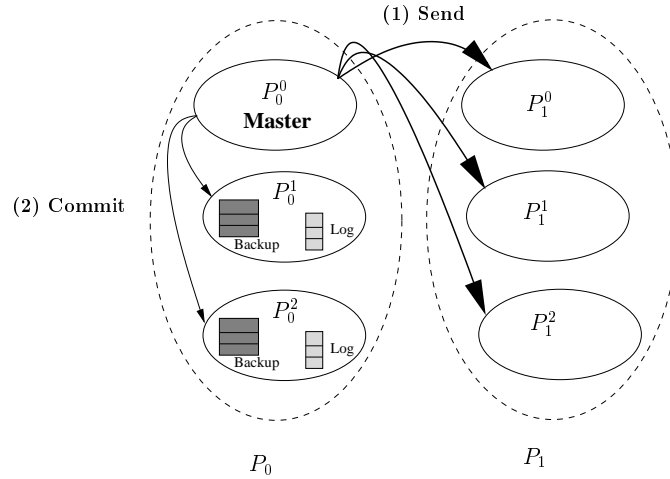 (1) Send
P_0^0
Master
P_1^0
(2) Commit
P_0^1
Backup
Log
P_1^1
P_0^2
Backup
Log
P_1^2
P_0
P_1